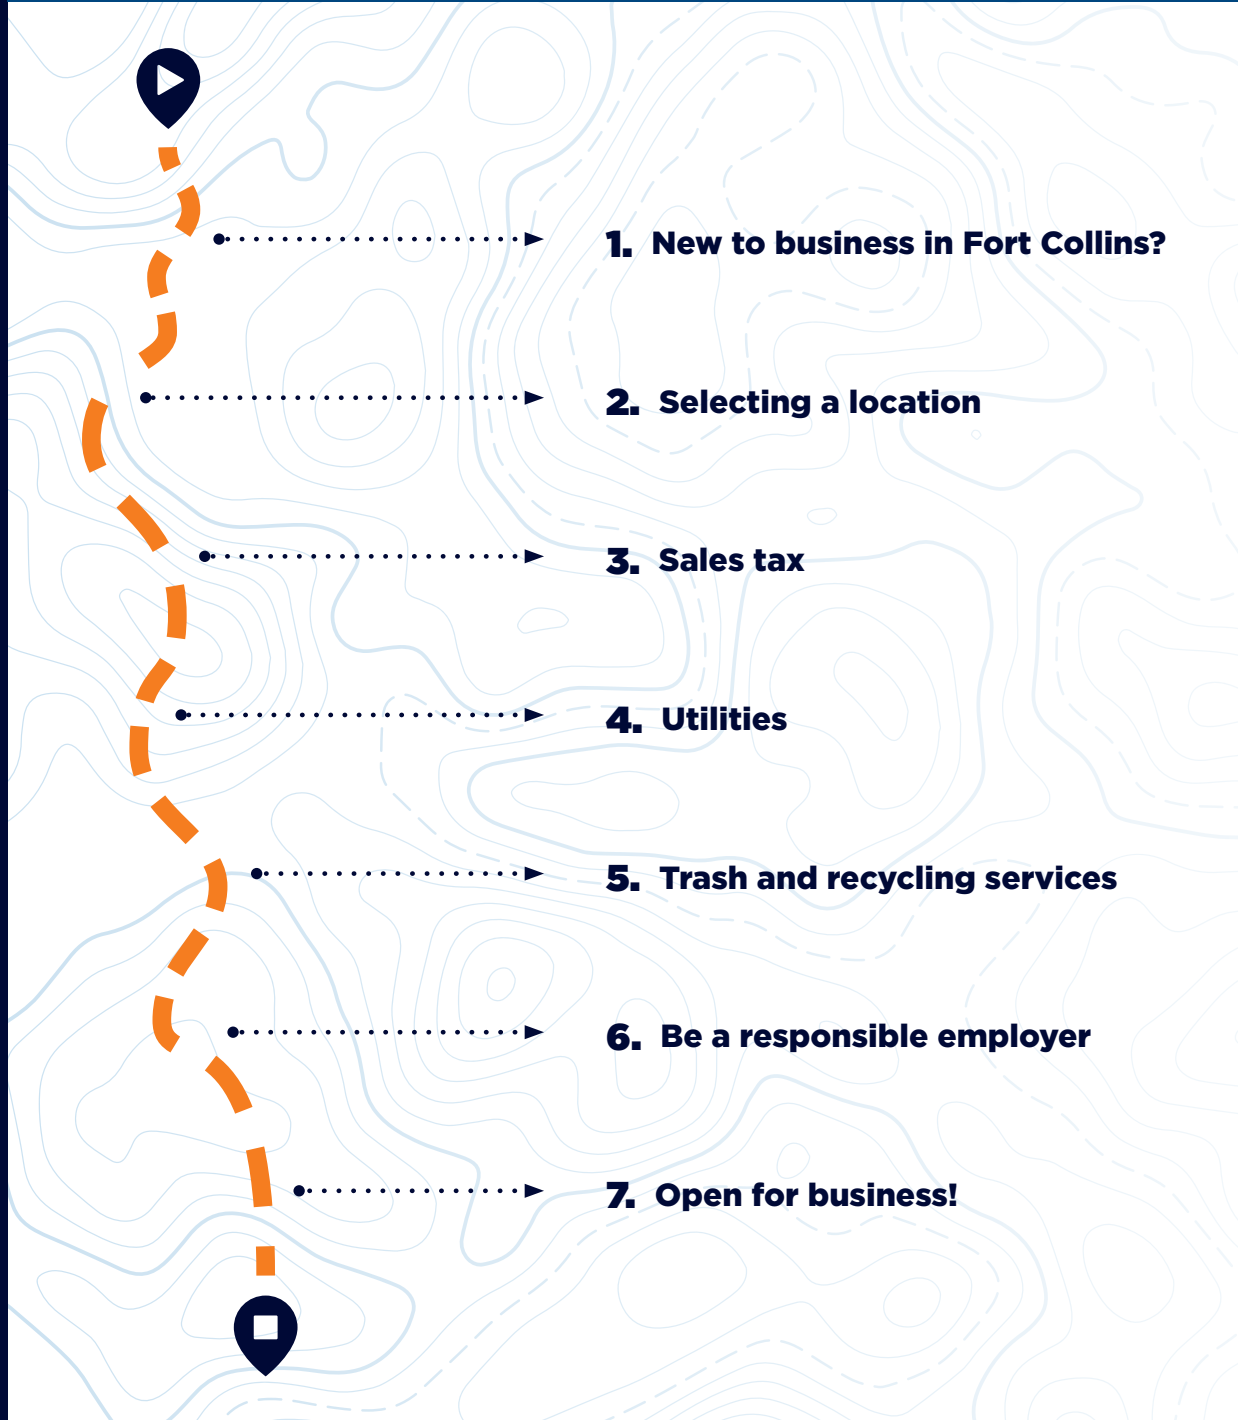 1. New to business in Fort Collins?
2. Selecting a location
3. Sales tax
4. Utilities
5. Trash and recycling services
6. Be a responsible employer
7. Open for business!